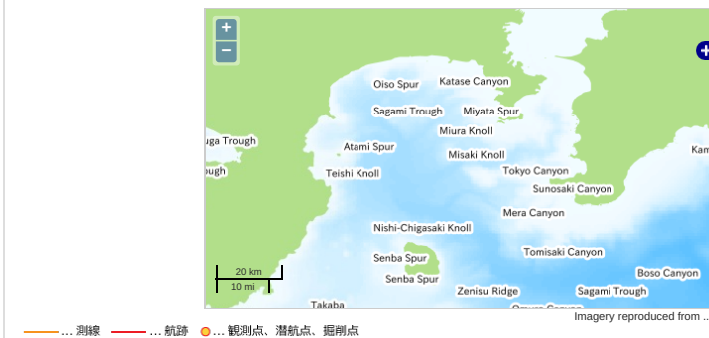 +
−
Oiso Spur
Katase Canyon
Sagami Trough
Miyata Spur
Miura Knoll
uga Trough
Atami Spur
Kam
Misaki Knoll
ough
Teishi Knoll
Tokyo Canyon
Sunosaki Canyon
Mera Canyon
Nishi-Chigasaki Knoll
Tomisaki Canyon
Senba Spur
20 km
Boso Canyon
Senba Spur
10 mi
Zenisu Ridge
Sagami Trough
Takaba
Imagery reproduced from ..
... 測線 ... 航跡 ... 観測点、潜航点、掘削点